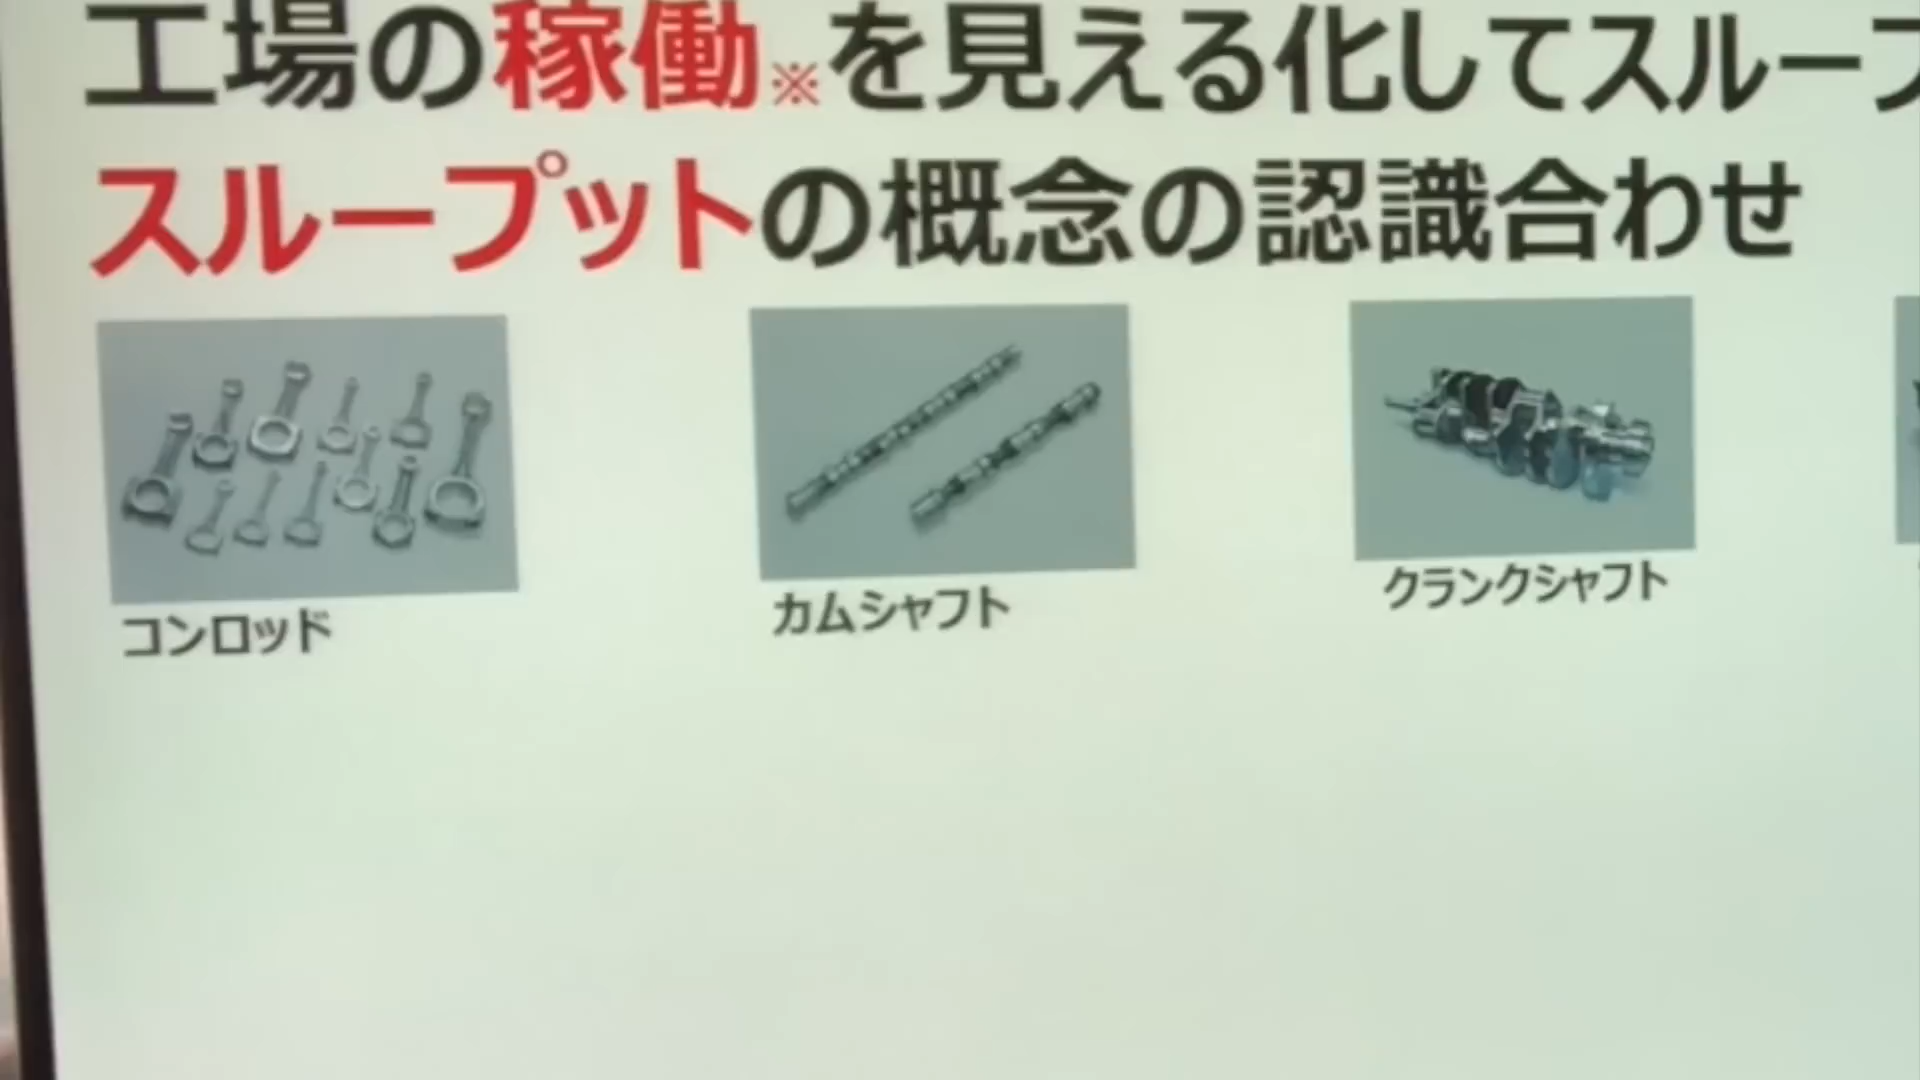 工場の稼働※を見える化してスループ
スループットの概念の認識合わせ
コンロッド
カムシャフト
クランクシャフト